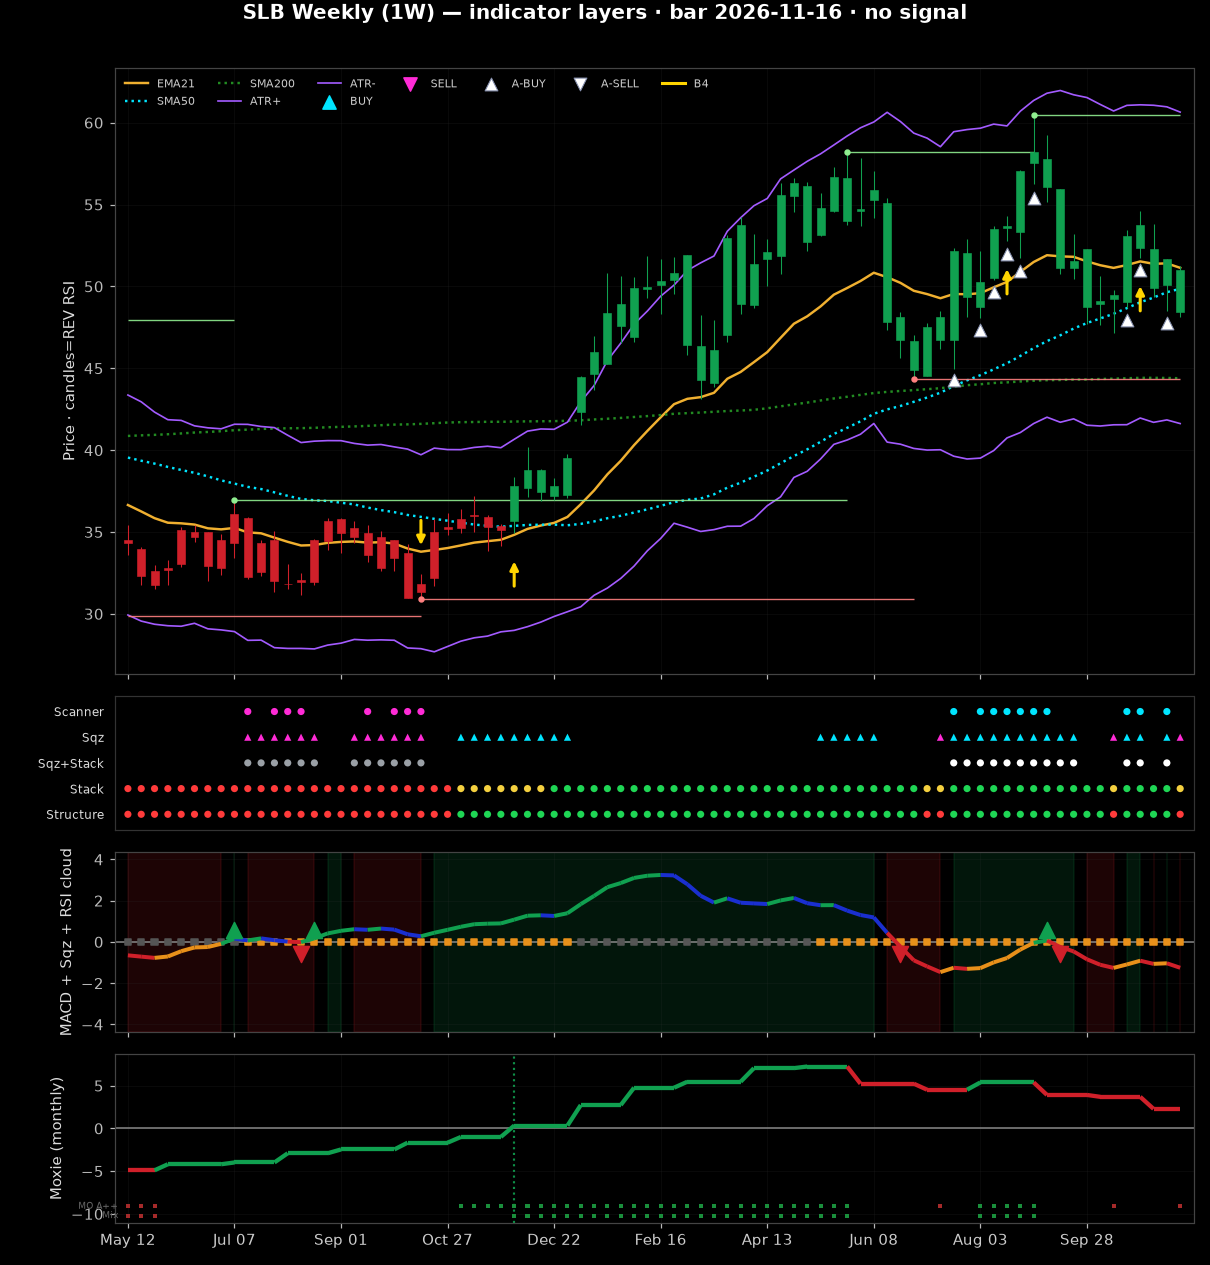 SLB Weekly (1W) — indicator layers · bar 2026-11-16 · no signal
EMA21 SMA200 ATR- SELL A-BUY A-SELL B4
SMA50 ATR+ BUY
Price · candles=REV RSI
60
55
50
45
40
35
30
Scanner
Sqz
Sqz+Stack
Stack
Structure
MACD + Sqz + RSI cloud
4
2
0
−2
−4
Moxie (monthly)
5
0
−5
−10
May 12 Jul 07 Sep 01 Oct 27 Dec 22 Feb 16 Apr 13 Jun 08 Aug 03 Sep 28